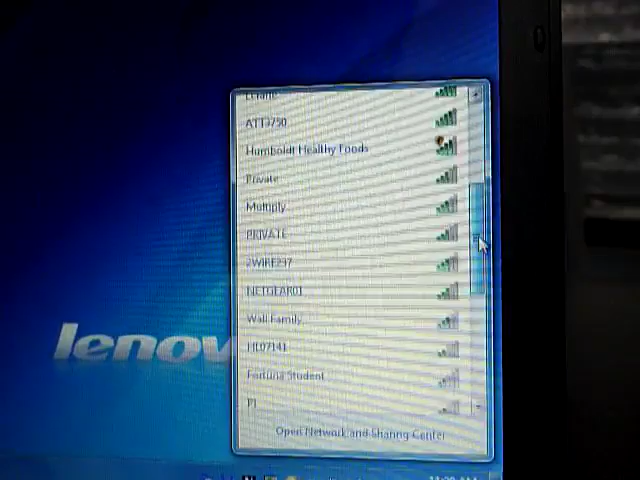 ATT3750
Humboldt Healthy Foods
Private
Multiply
PRIVATE
2WIRE237
NETGEAR01
Wall Family
HL07141
Fortuna Student
lenov
Open Network and Sharing Center